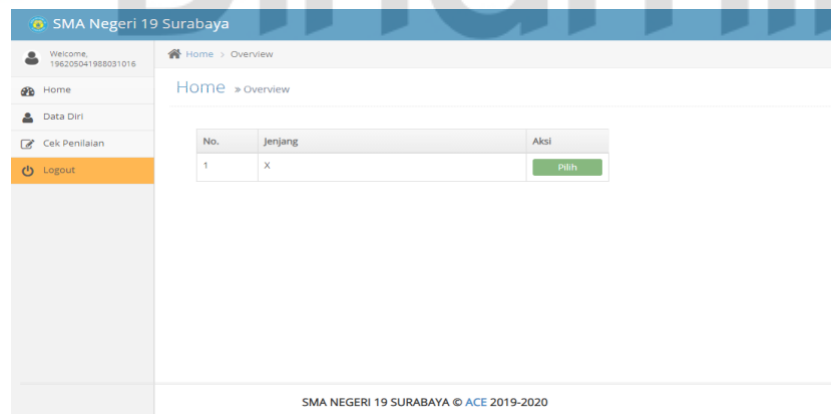 SMA Negeri 19 Surabaya
Welcome,
196205041988031016
Home > Overview
Home
Data Diri
Cek Penilaian
Logout
Home » Overview
No. Jenjang Aksi
1 X Pilih
SMA NEGERI 19 SURABAYA © ACE 2019-2020